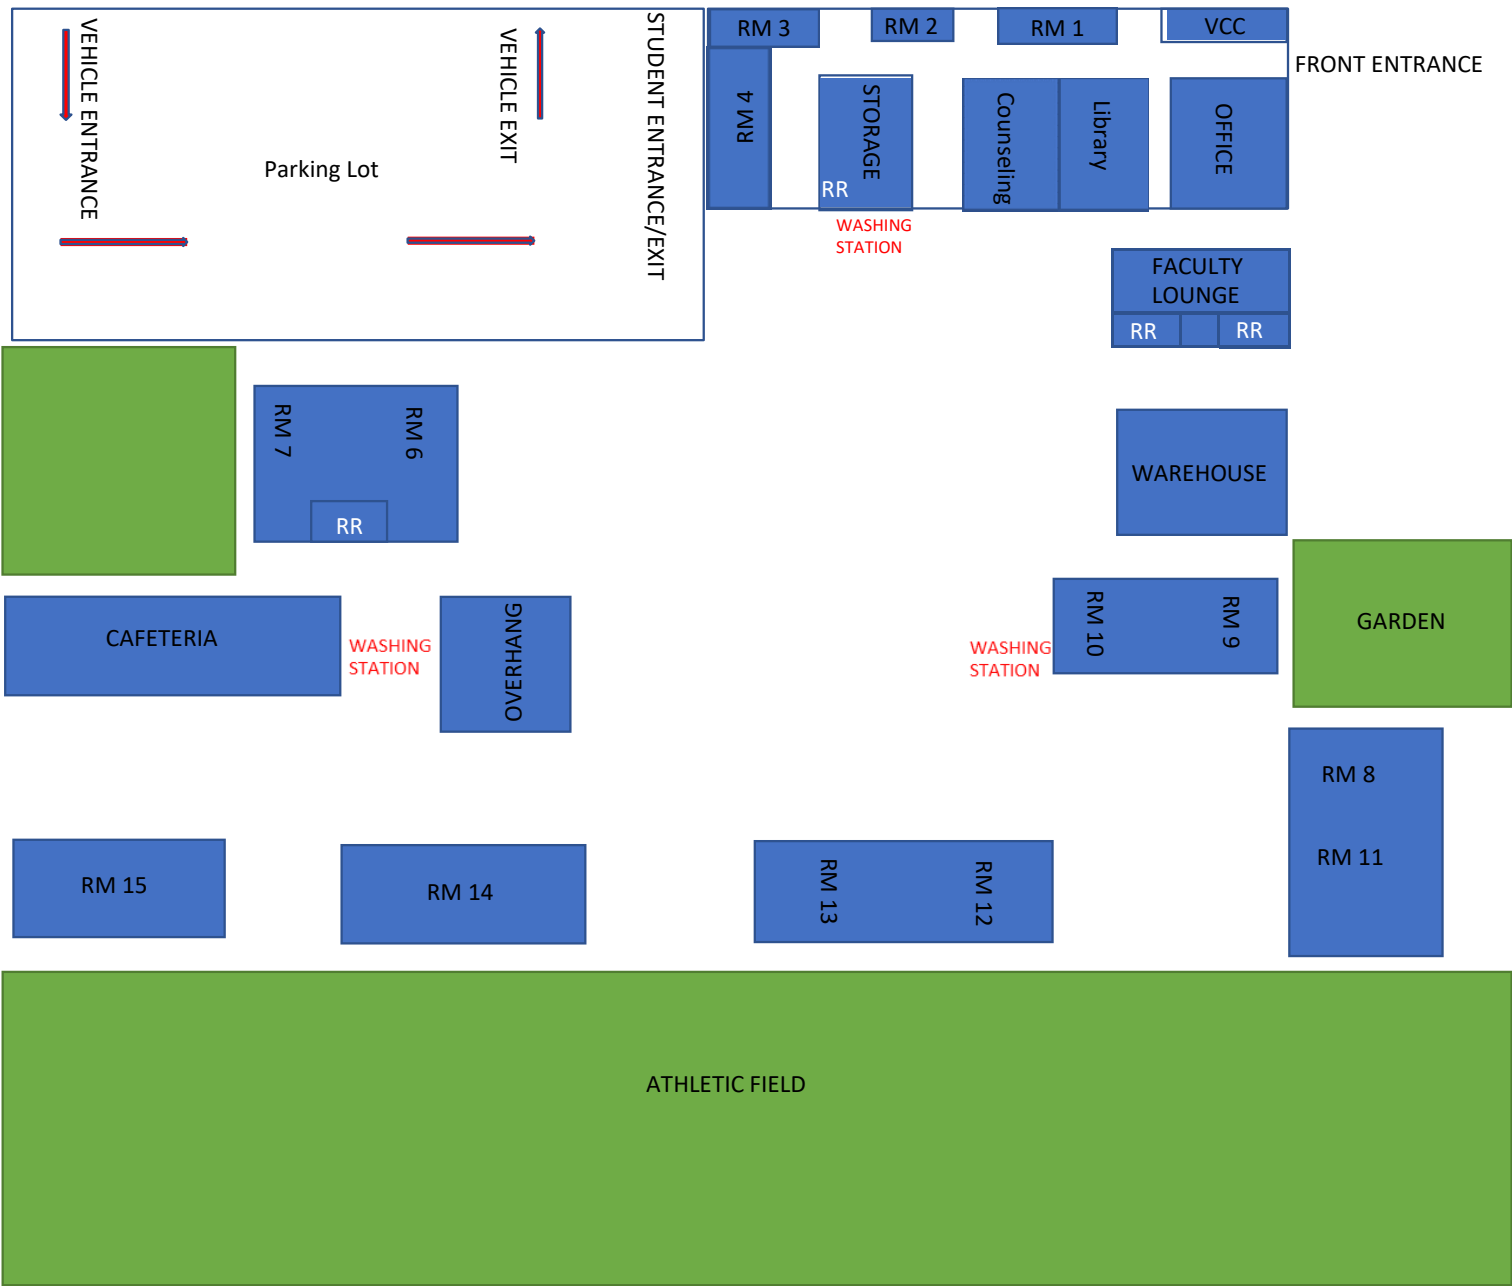 VEHICLE ENTRANCE
VEHICLE EXIT
STUDENT ENTRANCE/EXIT
Parking Lot
RM 3
RM 2
RM 1
VCC
FRONT ENTRANCE
RM 4
STORAGE
RR
Counseling
Library
OFFICE
WASHING
STATION
FACULTY
LOUNGE
RR
RR
RM 7
RM 6
RR
WAREHOUSE
CAFETERIA
WASHING
STATION
OVERHANG
WASHING
STATION
RM 10
RM 9
GARDEN
RM 8
RM 11
RM 15
RM 14
RM 13
RM 12
ATHLETIC FIELD